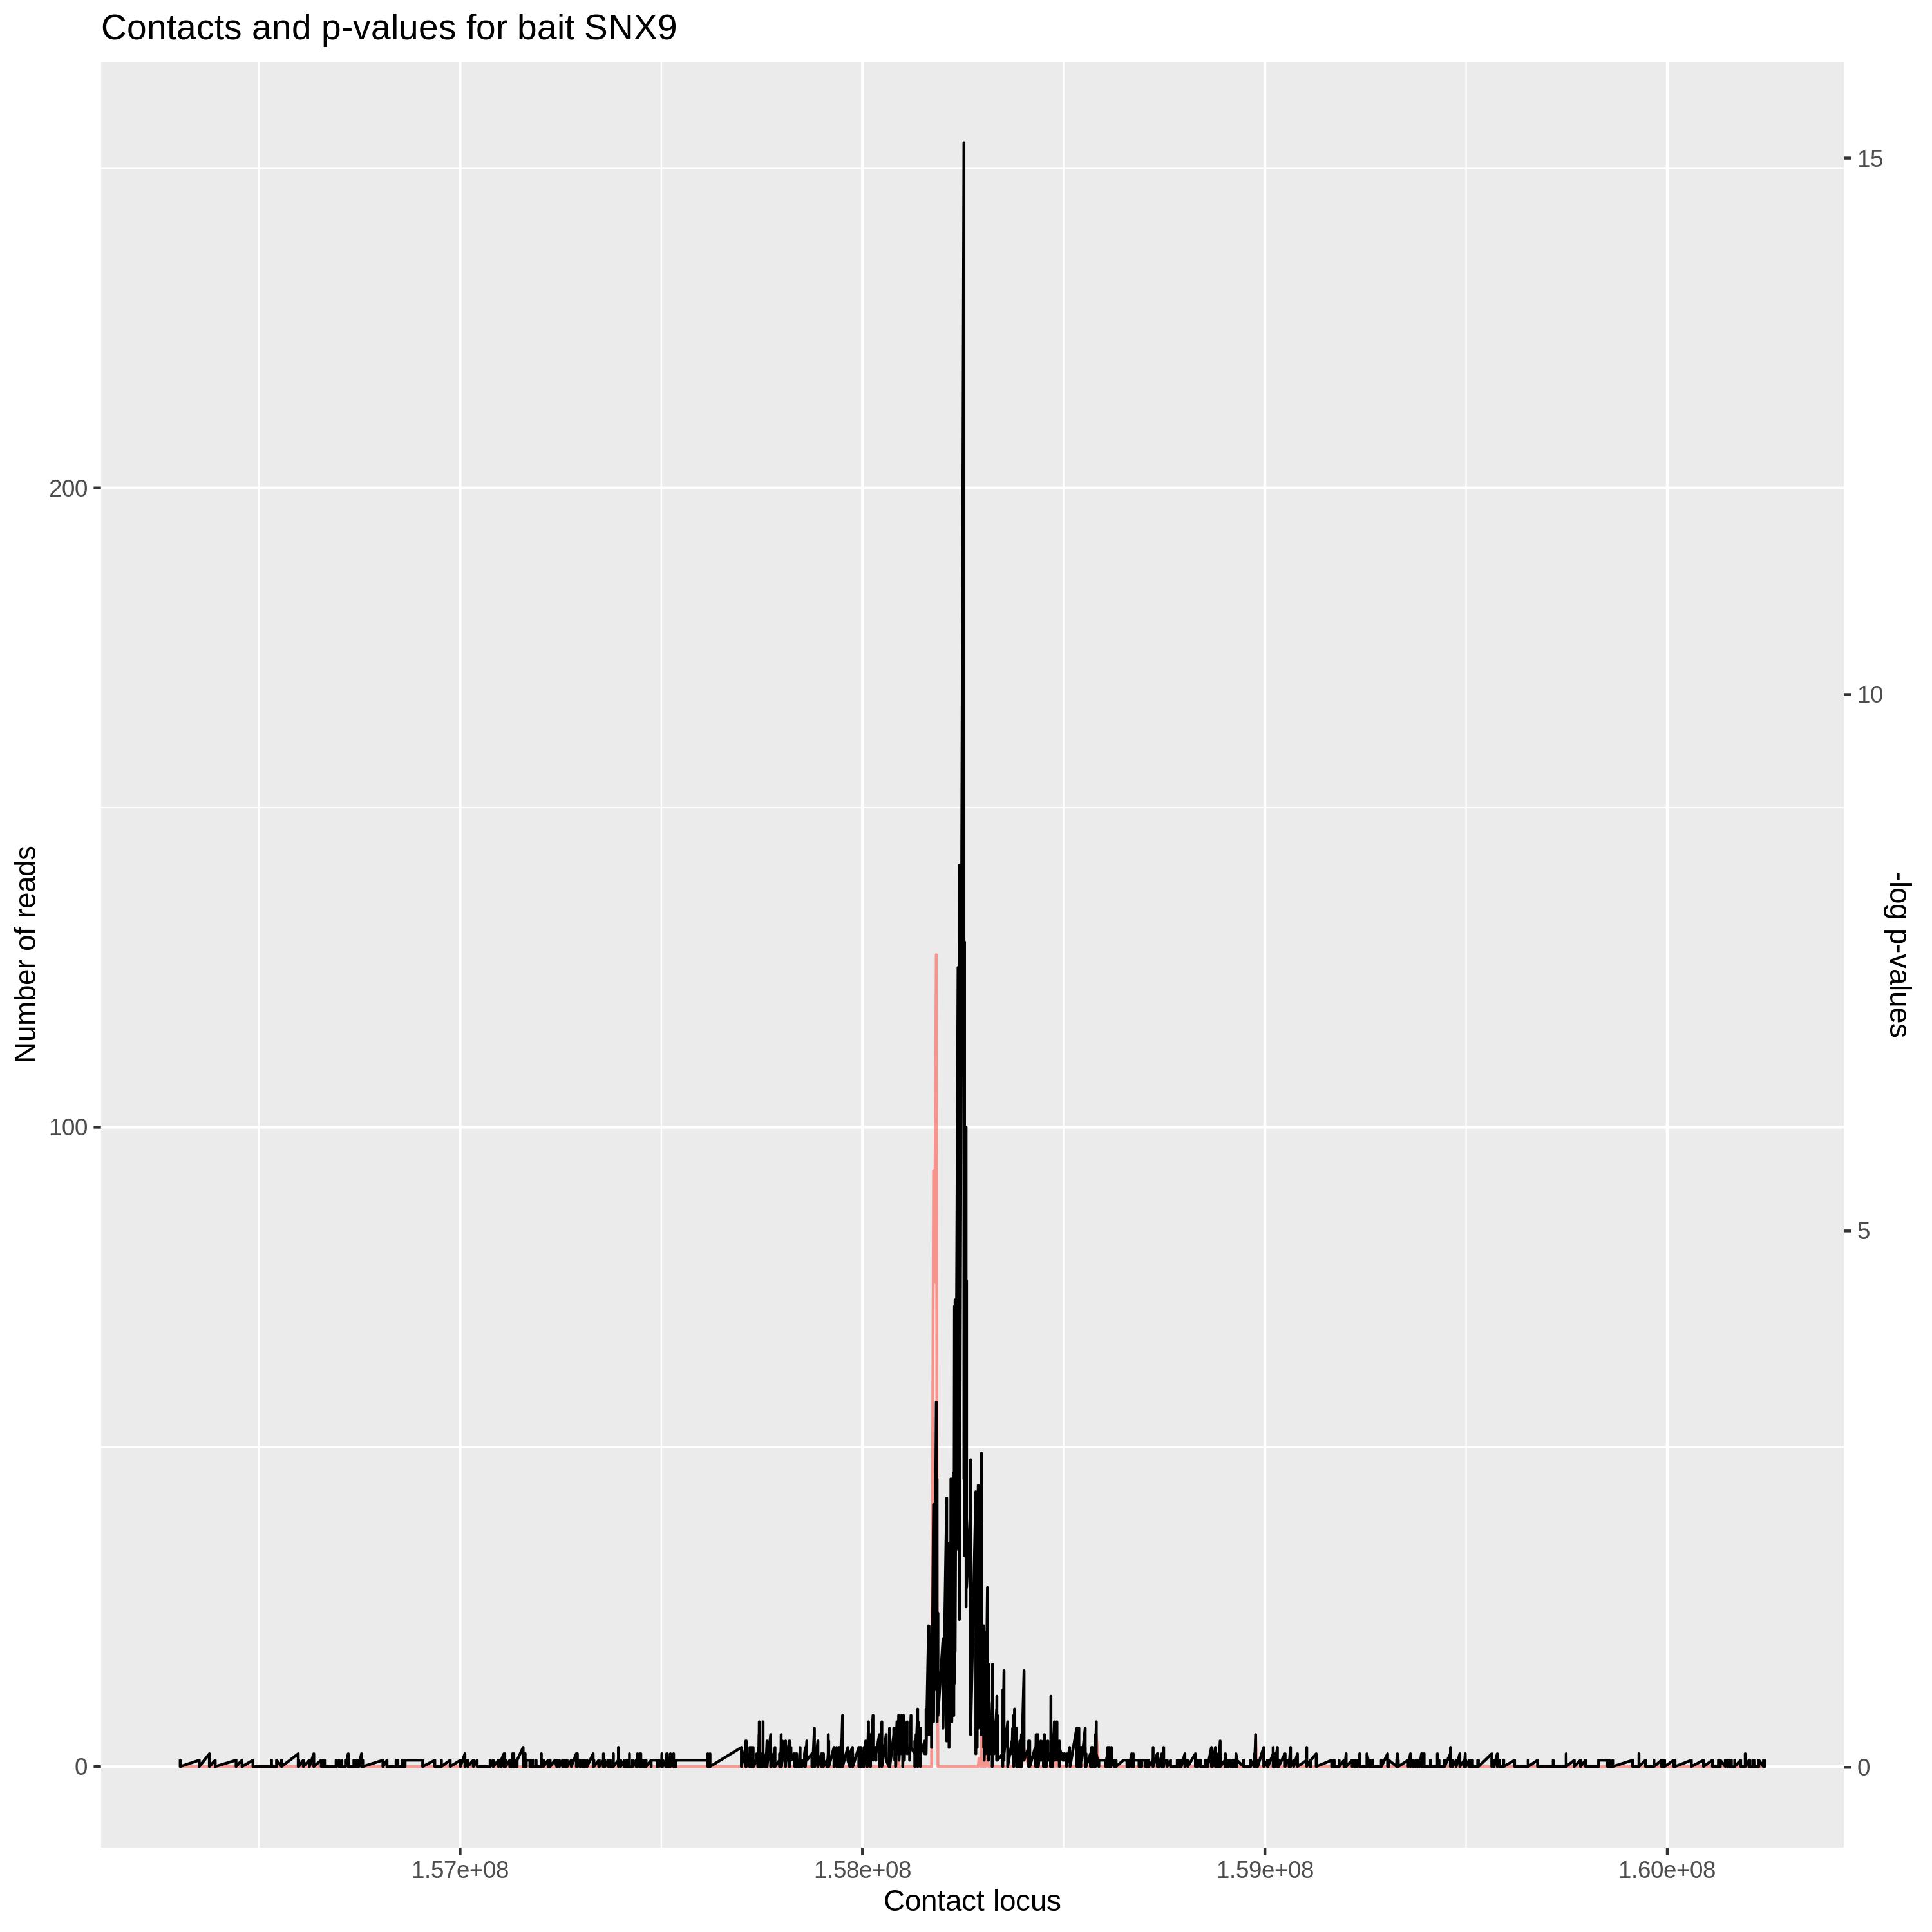 Contacts and p-values for bait SNX9
Number of reads
200
100
0
15
10
5
0
-log p-values
1.57e+08
1.58e+08
1.59e+08
1.60e+08
Contact locus